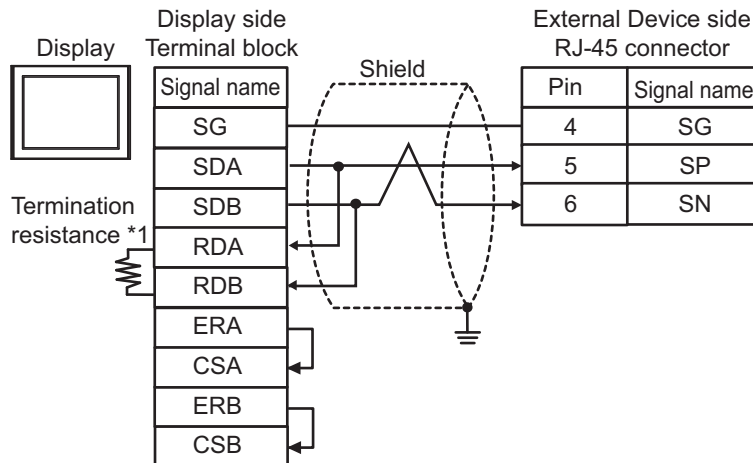 Display
Display side
Terminal block
Signal name
SG
SDA
SDB
RDA
RDB
ERA
CSA
ERB
CSB
Termination
resistance *1
Shield
External Device side
RJ-45 connector
Pin Signal name
4 SG
5 SP
6 SN